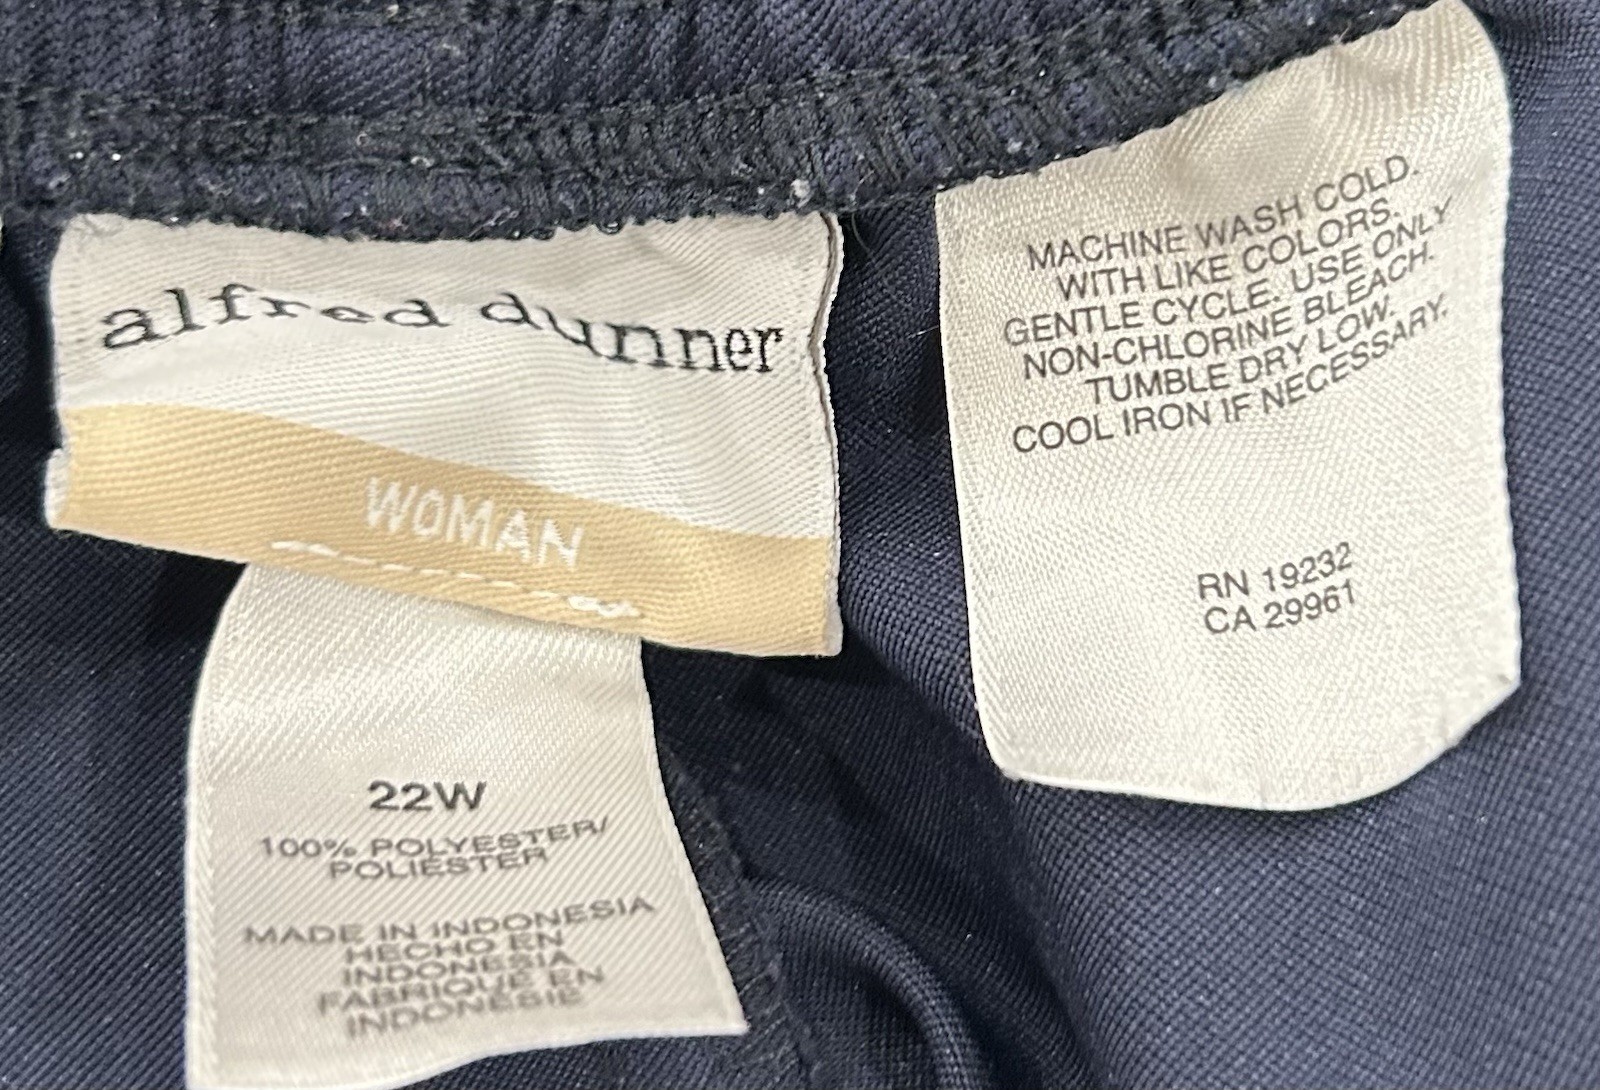 alfred dunner
WOMAN
22W
100% POLYESTER/
POLIESTER
MADE IN INDONESIA
HECHO EN
INDONESIA
FABRIQUÉ EN
INDONÉSIE
MACHINE WASH COLD.
WITH LIKE COLORS.
GENTLE CYCLE. USE ONLY
NON-CHLORINE BLEACH.
TUMBLE DRY LOW.
COOL IRON IF NECESSARY.
RN 19232
CA 29961